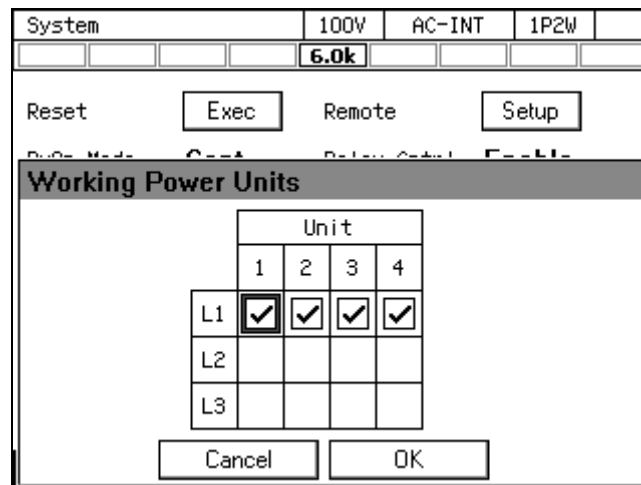 System 100V AC-INT 1P2W
6.0k
Reset Exec Remote Setup
Working Power Units
Unit
1 2 3 4
L1
L2
L3
Cancel OK